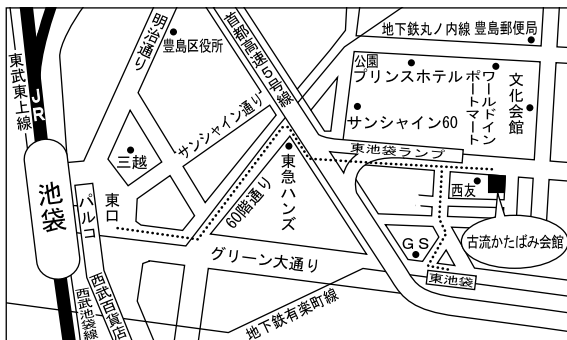 東武東上線
JR
池袋
パルコ
西武池袋線
西武百貨店
東口
明治通り
豊島区役所
三越
サンシャイン通り
60階通り
首都高速5号線
東急ハンズ
グリーン大通り
地下鉄有楽町線
地下鉄丸ノ内線
豊島郵便局
公園
プリンスホテル
サンシャイン60
ワールドイン
ポートマート
文化会館
東池袋ランプ
西友
GS
東池袋
古流かたばみ会館